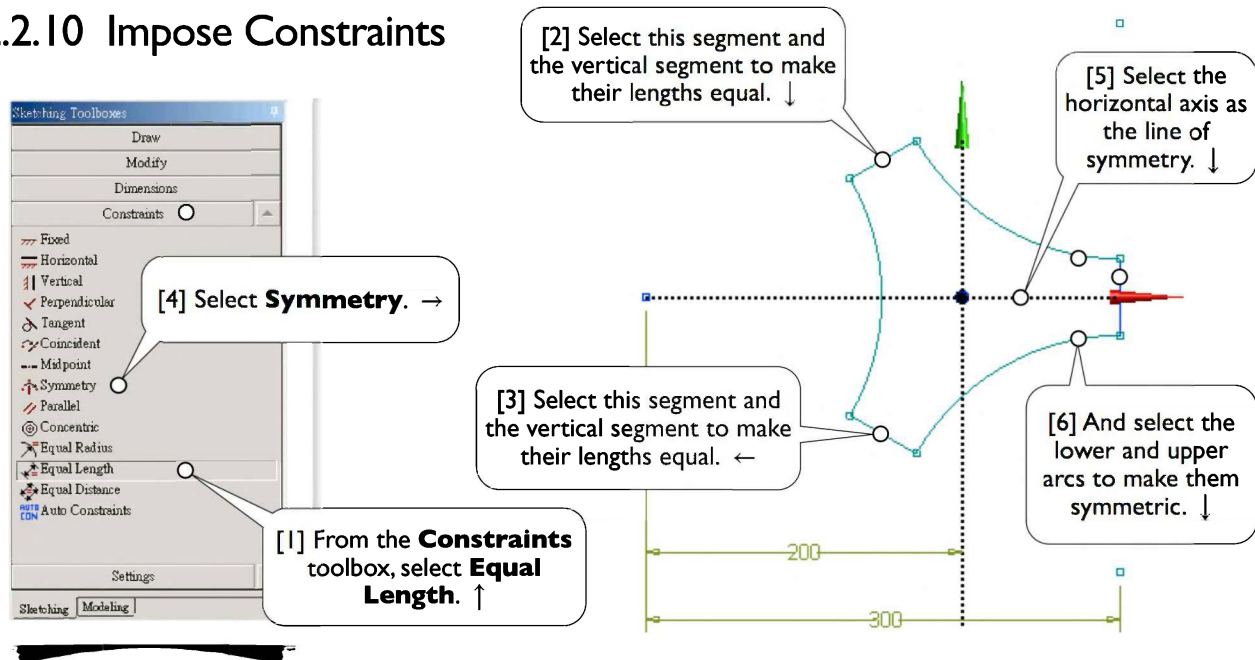 .2.10 Impose Constraints
Sketching Toolboxes
Draw
Modify
Dimensions
Constraints
Fixed
Horizontal
Vertical
Perpendicular
Tangent
Coincident
Midpoint
Symmetry
Parallel
Concentric
Equal Radius
Equal Length
Equal Distance
AUTO CON Auto Constraints
Settings
Sketching Modeling
[4] Select Symmetry. →
[1] From the Constraints
toolbox, select Equal
Length. ↑
[2] Select this segment and
the vertical segment to make
their lengths equal. ↓
[3] Select this segment and
the vertical segment to make
their lengths equal. ←
[5] Select the
horizontal axis as
the line of
symmetry. ↓
[6] And select the
lower and upper
arcs to make them
symmetric. ↓
200
300